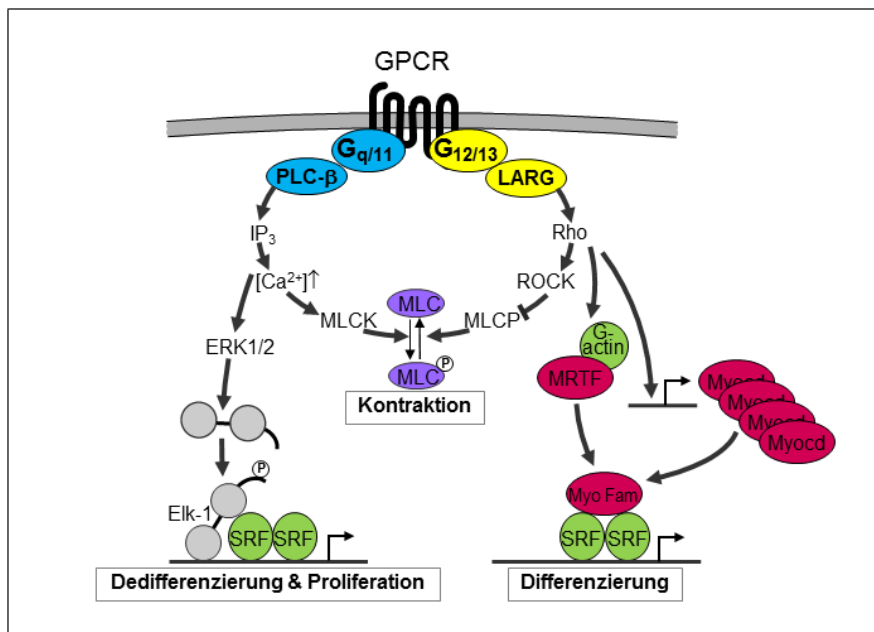 GPCR
Gq/11
G12/13
PLC-β
LARG
IP3
Rho
[Ca2+]↑
ROCK
MLC
MLCK
MLCP
G-
actin
ERK1/2
MLC
P
MRTF
Myocd
Myocd
Myocd
Myocd
Kontraktion
P
Elk-1
Myo Fam
SRF
SRF
SRF
SRF
Dedifferenzierung & Proliferation
Differenzierung